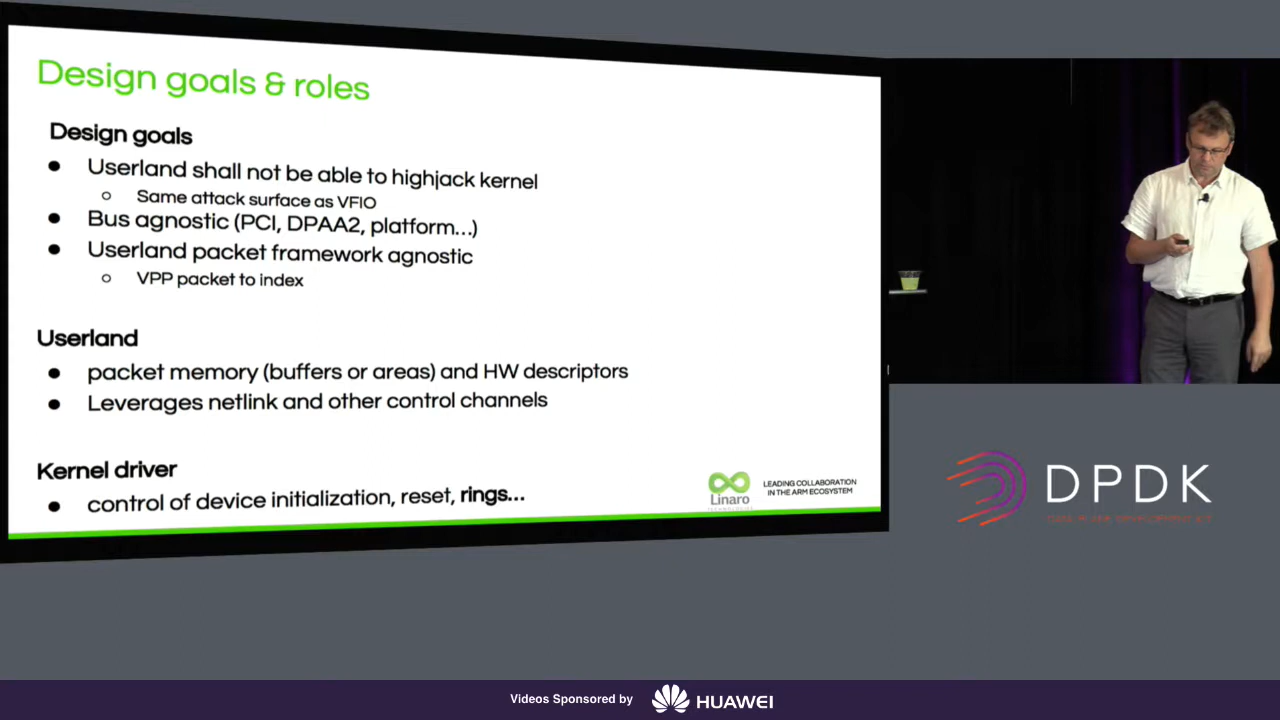 Design goals & roles
Design goals
● Userland shall not be able to highjack kernel
○ Same attack surface as VFIO
● Bus agnostic (PCI, DPAA2, platform...)
● Userland packet framework agnostic
○ VPP packet to index
Userland
● packet memory (buffers or areas) and HW descriptors
● Leverages netlink and other control channels
Kernel driver
● control of device initialization, reset, rings...
Linaro
LEADING COLLABORATION
IN THE ARM ECOSYSTEM
DPDK
Videos Sponsored by
HUAWEI